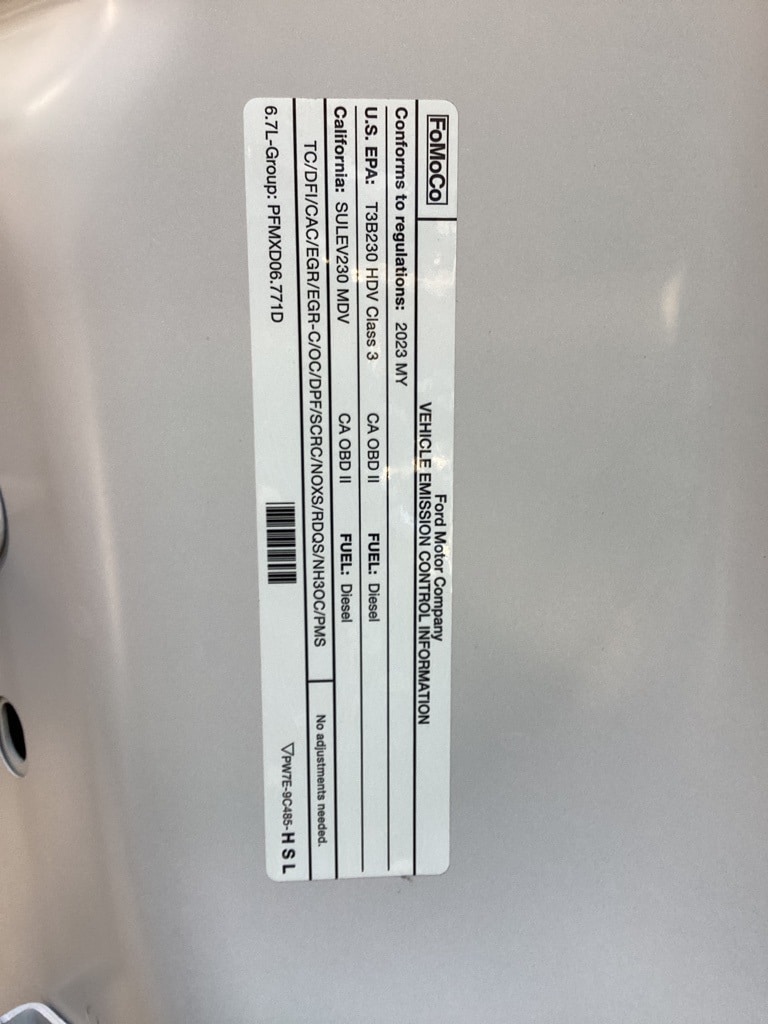 FoMoCo
Ford Motor Company
VEHICLE EMISSION CONTROL INFORMATION
Conforms to regulations: 2023 MY
U.S. EPA: T3B230 HDV Class 3 CA OBD II FUEL: Diesel
California: SULEV230 MDV CA OBD II FUEL: Diesel
TC/DFI/CAC/EGR/EGR-C/OC/DPF/SCRC/NOXS/RDQS/NH3OC/PMS No adjustments needed.
6.7L-Group: PFMXD06.771D ▽PW7E-9C485-H S L